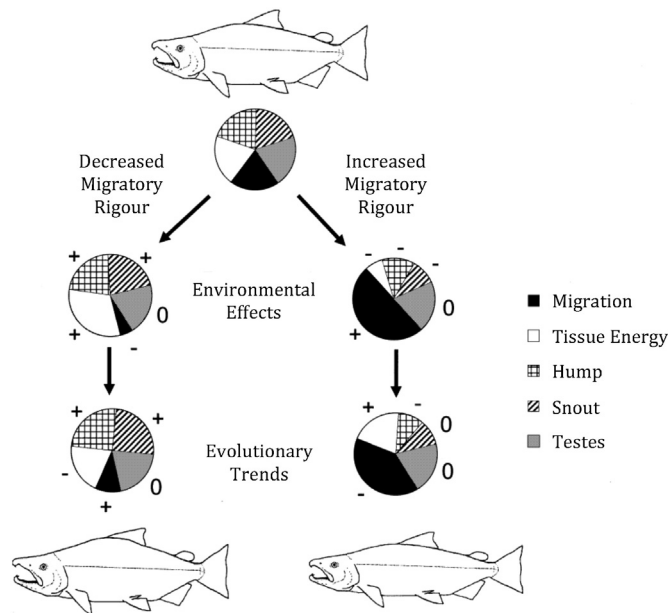 Decreased
Migratory
Rigour
Increased
Migratory
Rigour
+ +
+ 0
-
- - -
+ 0
Environmental
Effects
Migration
Tissue Energy
Hump
Snout
Testes
+ +
- 0
+
+ - 0
- 0
Evolutionary
Trends